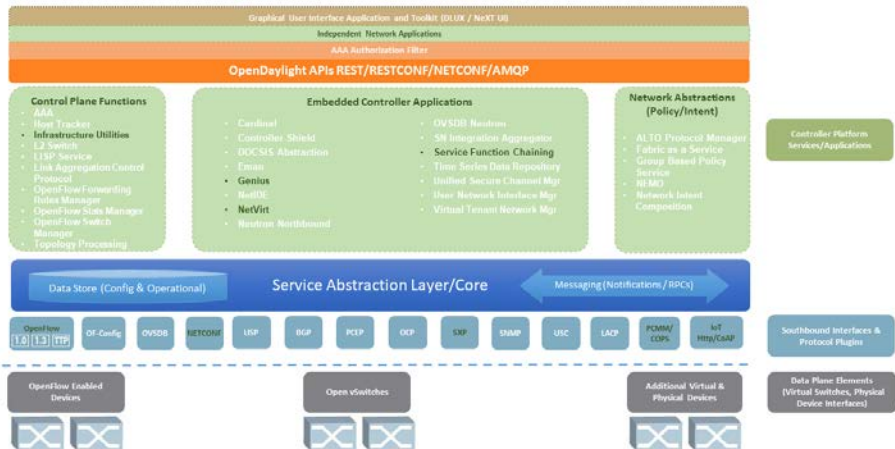 Graphical User Interface Application and Toolkit (DLUX / NeXT UI)
Independent Network Applications
AAA Authorization Filter
OpenDaylight APIs REST/RESTCONF/NETCONF/AMQP
Control Plane Functions
• AAA
• Host Tracker
• Infrastructure Utilities
• L2 Switch
• LISP Service
• Link Aggregation Control
Protocol
• OpenFlow Forwarding
Rules Manager
• OpenFlow Stats Manager
• OpenFlow Switch
Manager
• Topology Processing
Embedded Controller Applications
• Cardinal
• Controller Shield
• DOCSIS Abstraction
• Eman
• Genius
• NetIDE
• NetVirt
• Neutron Northbound
• OVSDB Neutron
• SN Integration Aggregator
• Service Function Chaining
• Time Series Data Repository
• Unified Secure Channel Mgr
• User Network Interface Mgr
• Virtual Tenant Network Mgr
Network Abstractions
(Policy/Intent)
• ALTO Protocol Manager
• Fabric as a Service
• Group Based Policy
Service
• NEMO
• Network Intent
Composition
Controller Platform
Services/Applications
Data Store (Config & Operational)
Service Abstraction Layer/Core
Messaging (Notifications / RPCs)
OpenFlow
1.0 1.3 TTP
OF-Config
OVSDB
NETCONF
LISP
BGP
PCEP
OCP
SXP
SNMP
USC
LACP
PCMM/
COPS
IoT
Http/CoAP
Southbound Interfaces &
Protocol Plugins
OpenFlow Enabled
Devices
Open vSwitches
Additional Virtual &
Physical Devices
Data Plane Elements
(Virtual Switches, Physical
Device Interfaces)